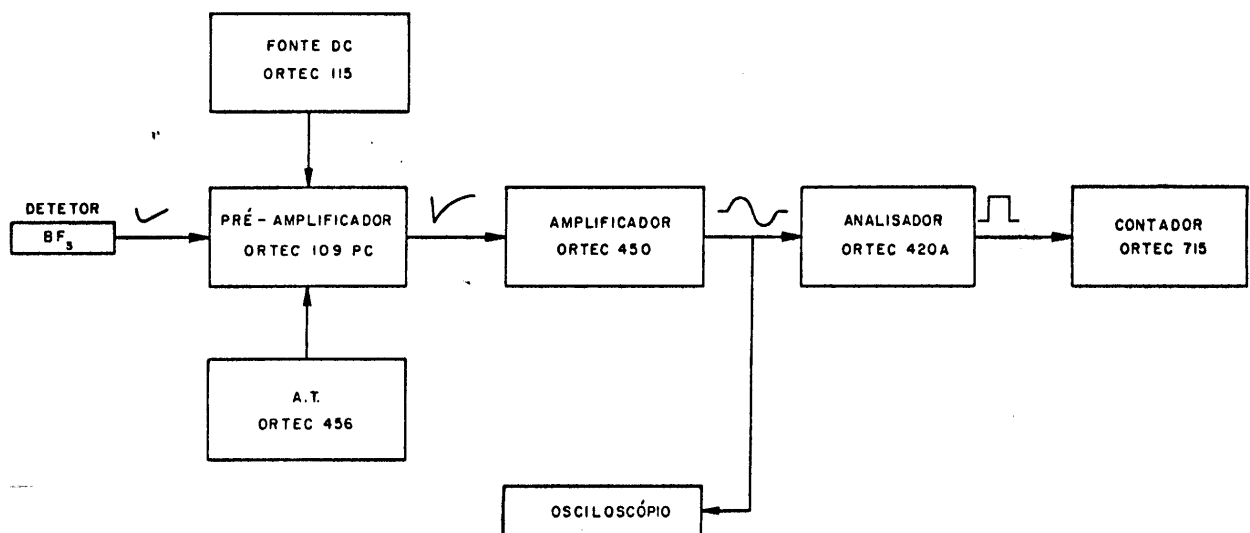 FONTE DC
ORTEC 115
DETETOR
BF₃
PRÉ-AMPLIFICADOR
ORTEC 109 PC
AMPLIFICADOR
ORTEC 450
ANALISADOR
ORTEC 420A
CONTADOR
ORTEC 715
A.T.
ORTEC 456
OSCILOSCÓPIO